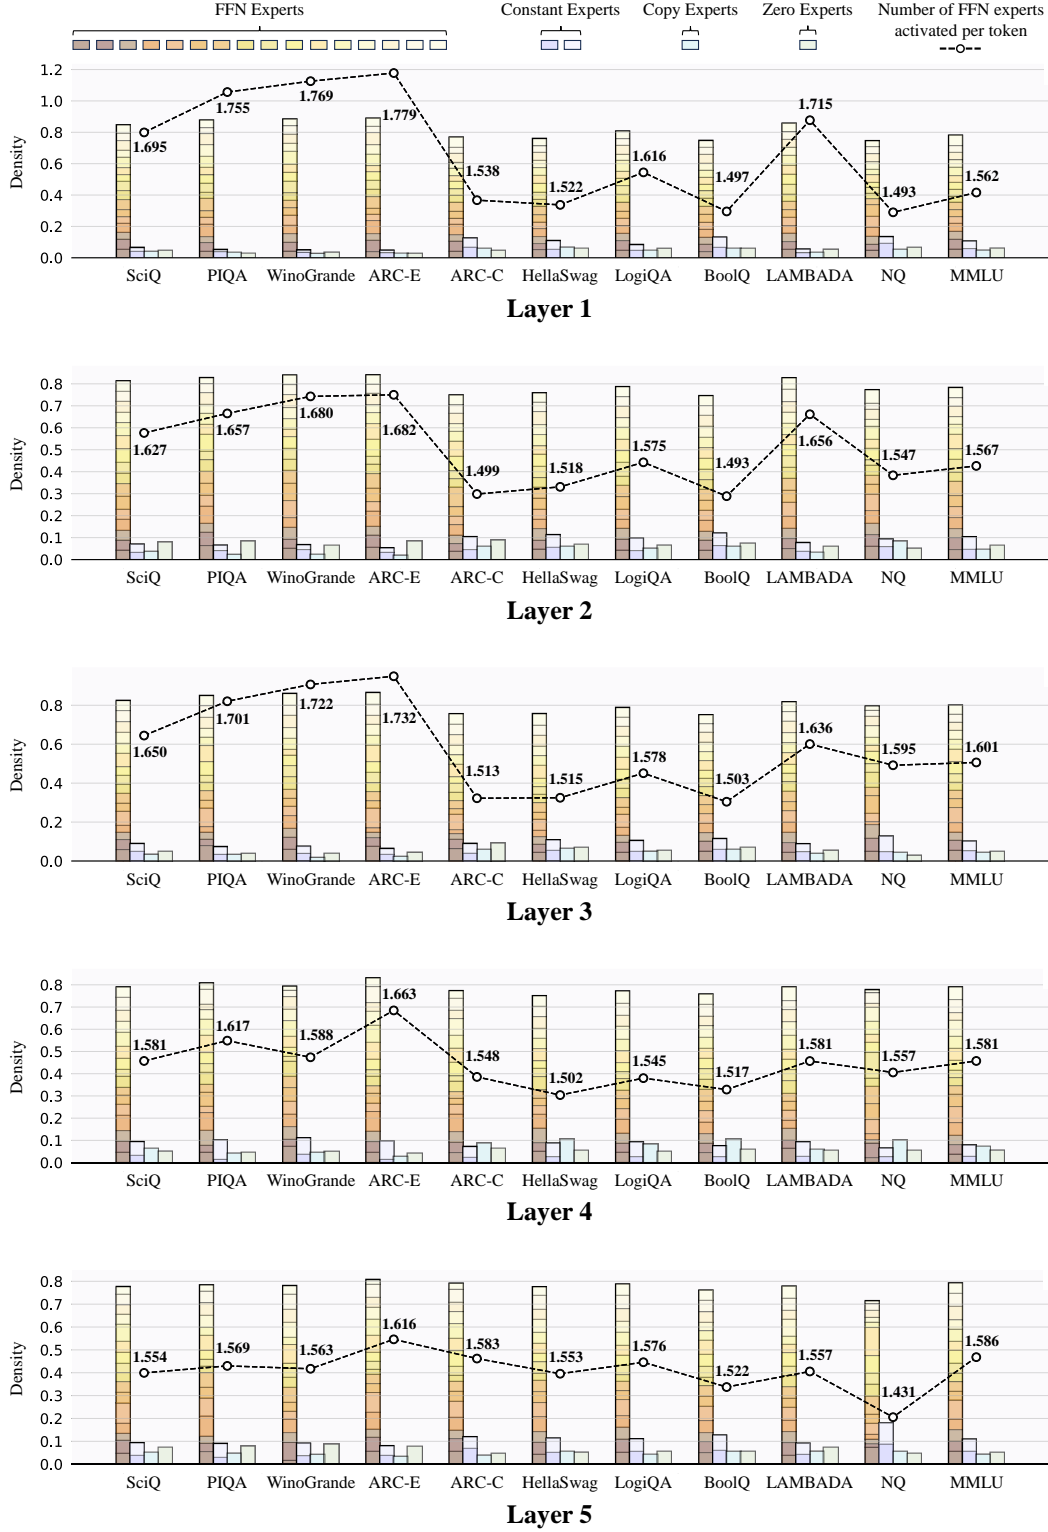 FFN Experts Constant Experts Copy Experts Zero Experts Number of FFN experts
activated per token
1.2
1.0
0.8
0.6
0.4
0.2
0.0
Density
1.695 1.755 1.769 1.779 1.538 1.522 1.616 1.497 1.715 1.493 1.562
SciQ PIQA WinoGrande ARC-E ARC-C HellaSwag LogiQA BoolQ LAMBADA NQ MMLU
Layer 1
0.8
0.7
0.6
0.5
0.4
0.3
0.2
0.1
0.0
Density
1.627 1.657 1.680 1.682 1.499 1.518 1.575 1.493 1.656 1.547 1.567
SciQ PIQA WinoGrande ARC-E ARC-C HellaSwag LogiQA BoolQ LAMBADA NQ MMLU
Layer 2
0.8
0.6
0.4
0.2
0.0
Density
1.650 1.701 1.722 1.732 1.513 1.515 1.578 1.503 1.636 1.595 1.601
SciQ PIQA WinoGrande ARC-E ARC-C HellaSwag LogiQA BoolQ LAMBADA NQ MMLU
Layer 3
0.8
0.7
0.6
0.5
0.4
0.3
0.2
0.1
0.0
Density
1.581 1.617 1.588 1.663 1.548 1.502 1.545 1.517 1.581 1.557 1.581
SciQ PIQA WinoGrande ARC-E ARC-C HellaSwag LogiQA BoolQ LAMBADA NQ MMLU
Layer 4
0.8
0.7
0.6
0.5
0.4
0.3
0.2
0.1
0.0
Density
1.554 1.569 1.563 1.616 1.583 1.553 1.576 1.522 1.557 1.431 1.586
SciQ PIQA WinoGrande ARC-E ARC-C HellaSwag LogiQA BoolQ LAMBADA NQ MMLU
Layer 5